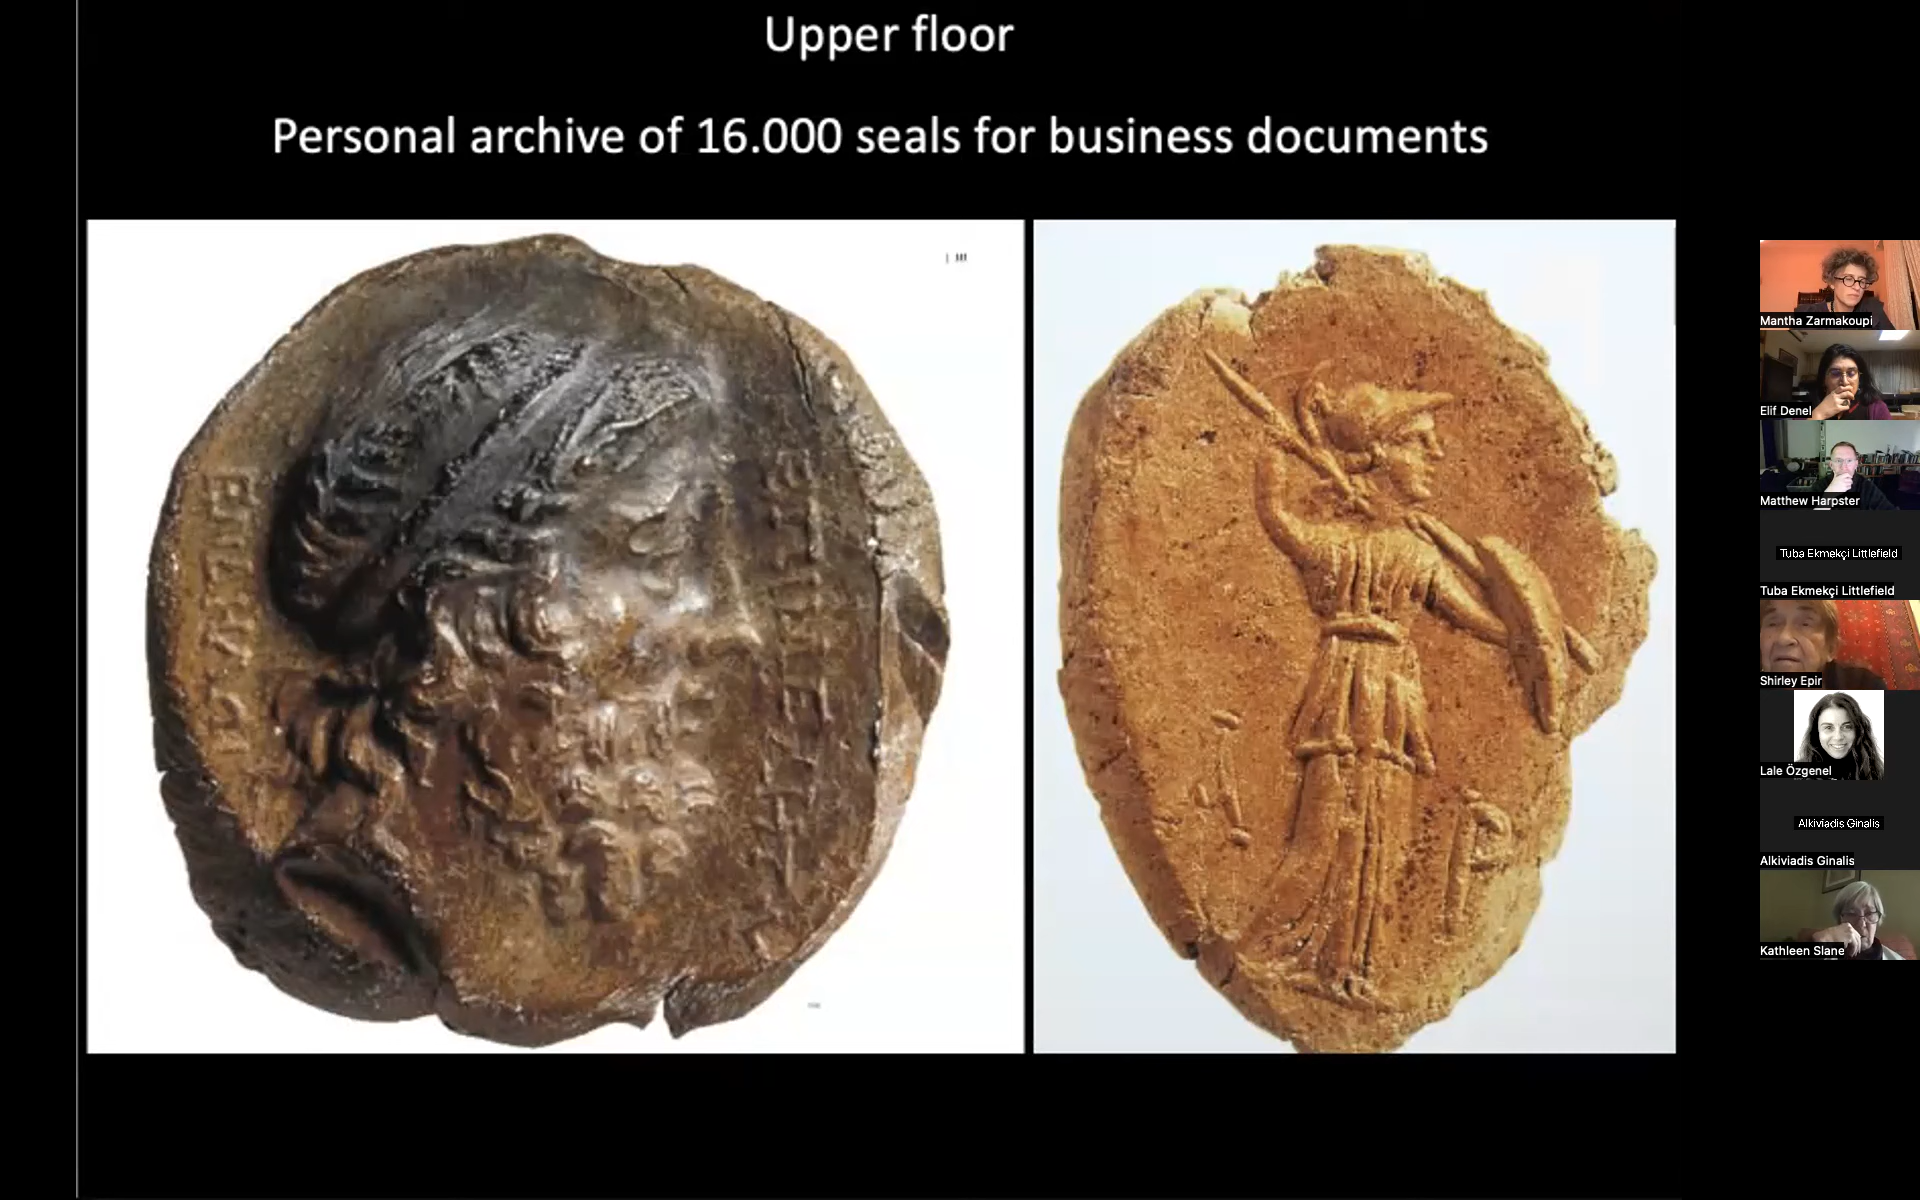 Upper floor
Personal archive of 16.000 seals for business documents
Mantha Zarmakoupi
Elif Denel
Matthew Harpster
Tuba Ekmekçi Littlefield
Tuba Ekmekçi Littlefield
Shirley Epir
Lale Özgenel
Alkiviadis Ginalis
Alkiviadis Ginalis
Kathleen Slane